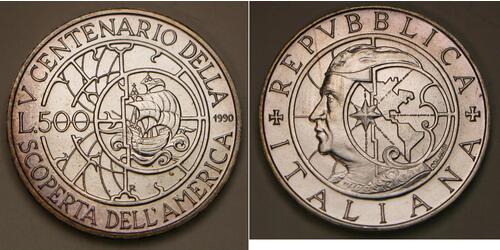 V CENTENARIO DELLA
SCOPERTA DELL'AMERICA
L.500
1990
R
REPVBBLICA
ITALIANA